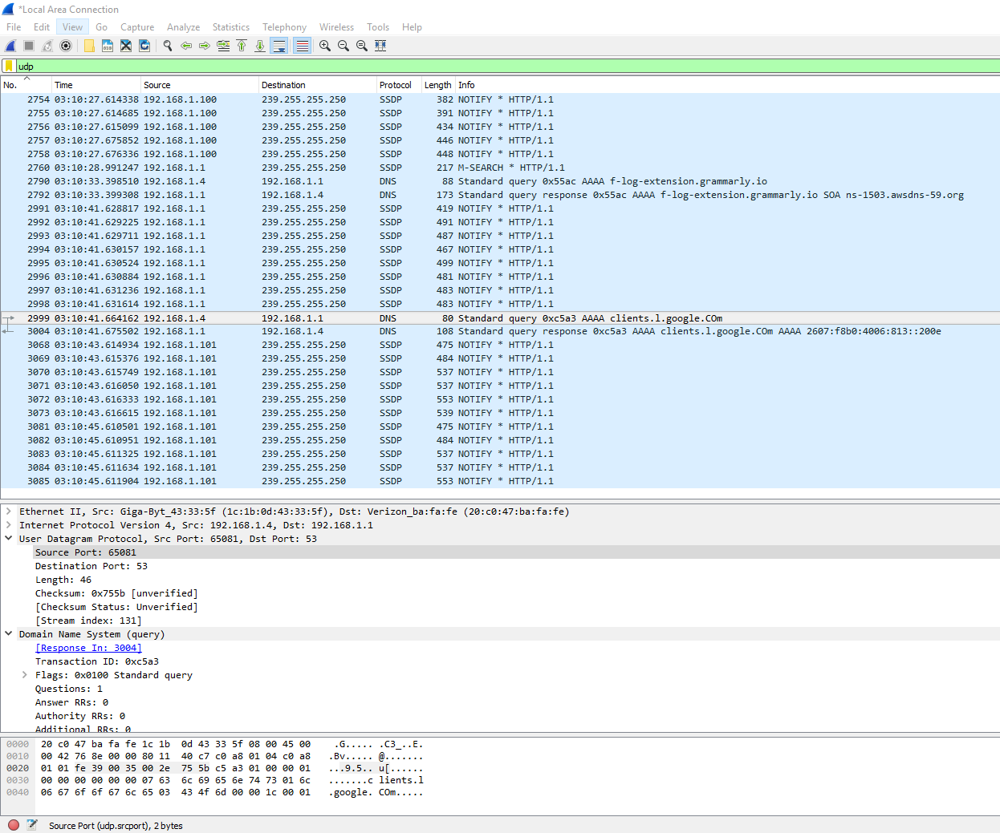 *Local Area Connection
File Edit View Go Capture Analyze Statistics Telephony Wireless Tools Help
udp
No. Time Source Destination Protocol Length Info
2754 03:10:27.614338 192.168.1.100 239.255.255.250 SSDP 382 NOTIFY * HTTP/1.1
2755 03:10:27.614685 192.168.1.100 239.255.255.250 SSDP 391 NOTIFY * HTTP/1.1
2756 03:10:27.615099 192.168.1.100 239.255.255.250 SSDP 434 NOTIFY * HTTP/1.1
2757 03:10:27.675852 192.168.1.100 239.255.255.250 SSDP 446 NOTIFY * HTTP/1.1
2758 03:10:27.676336 192.168.1.100 239.255.255.250 SSDP 448 NOTIFY * HTTP/1.1
2760 03:10:28.991247 192.168.1.1 239.255.255.250 SSDP 217 M-SEARCH * HTTP/1.1
2790 03:10:33.398510 192.168.1.4 192.168.1.1 DNS 88 Standard query 0x55ac AAAA f-log-extension.grammarly.io
2792 03:10:33.399308 192.168.1.1 192.168.1.4 DNS 173 Standard query response 0x55ac AAAA f-log-extension.grammarly.io SOA ns-1503.awsdns-59.org
2991 03:10:41.628817 192.168.1.1 239.255.255.250 SSDP 419 NOTIFY * HTTP/1.1
2992 03:10:41.629225 192.168.1.1 239.255.255.250 SSDP 491 NOTIFY * HTTP/1.1
2993 03:10:41.629711 192.168.1.1 239.255.255.250 SSDP 487 NOTIFY * HTTP/1.1
2994 03:10:41.630157 192.168.1.1 239.255.255.250 SSDP 467 NOTIFY * HTTP/1.1
2995 03:10:41.630524 192.168.1.1 239.255.255.250 SSDP 499 NOTIFY * HTTP/1.1
2996 03:10:41.630884 192.168.1.1 239.255.255.250 SSDP 481 NOTIFY * HTTP/1.1
2997 03:10:41.631236 192.168.1.1 239.255.255.250 SSDP 483 NOTIFY * HTTP/1.1
2998 03:10:41.631614 192.168.1.1 239.255.255.250 SSDP 483 NOTIFY * HTTP/1.1
2999 03:10:41.664162 192.168.1.4 192.168.1.1 DNS 80 Standard query 0xc5a3 AAAA clients.l.google.COm
3004 03:10:41.675502 192.168.1.1 192.168.1.4 DNS 108 Standard query response 0xc5a3 AAAA clients.l.google.COm AAAA 2607:f8b0:4006:813::200e
3068 03:10:43.614934 192.168.1.101 239.255.255.250 SSDP 475 NOTIFY * HTTP/1.1
3069 03:10:43.615376 192.168.1.101 239.255.255.250 SSDP 484 NOTIFY * HTTP/1.1
3070 03:10:43.615749 192.168.1.101 239.255.255.250 SSDP 537 NOTIFY * HTTP/1.1
3071 03:10:43.616050 192.168.1.101 239.255.255.250 SSDP 537 NOTIFY * HTTP/1.1
3072 03:10:43.616333 192.168.1.101 239.255.255.250 SSDP 553 NOTIFY * HTTP/1.1
3073 03:10:43.616615 192.168.1.101 239.255.255.250 SSDP 539 NOTIFY * HTTP/1.1
3081 03:10:45.610501 192.168.1.101 239.255.255.250 SSDP 475 NOTIFY * HTTP/1.1
3082 03:10:45.610951 192.168.1.101 239.255.255.250 SSDP 484 NOTIFY * HTTP/1.1
3083 03:10:45.611325 192.168.1.101 239.255.255.250 SSDP 537 NOTIFY * HTTP/1.1
3084 03:10:45.611634 192.168.1.101 239.255.255.250 SSDP 537 NOTIFY * HTTP/1.1
3085 03:10:45.611904 192.168.1.101 239.255.255.250 SSDP 553 NOTIFY * HTTP/1.1
Ethernet II, Src: Giga-Byt_43:33:5f (1c:1b:0d:43:33:5f), Dst: Verizon_ba:fa:fe (20:c0:47:ba:fa:fe)
Internet Protocol Version 4, Src: 192.168.1.4, Dst: 192.168.1.1
User Datagram Protocol, Src Port: 65081, Dst Port: 53
Source Port: 65081
Destination Port: 53
Length: 46
Checksum: 0x755b [unverified]
[Checksum Status: Unverified]
[Stream index: 131]
Domain Name System (query)
[Response In: 3004]
Transaction ID: 0xc5a3
Flags: 0x0100 Standard query
Questions: 1
Answer RRs: 0
Authority RRs: 0
Additional RRs: 0
0000 20 c0 47 ba fa fe 1c 1b 0d 43 33 5f 08 00 45 00 .G..... .C3_..E.
0010 00 42 76 8e 00 00 80 11 40 c7 c0 a8 01 04 c0 a8 .Bv..... @.......
0020 01 01 fe 39 00 35 00 2e 75 5b c5 a3 01 00 00 01 ...9.5.. u[......
0030 00 00 00 00 00 00 07 63 6c 69 65 6e 74 73 01 6c .......c lients.l
0040 06 67 6f 6f 67 6c 65 03 43 4f 6d 00 00 1c 00 01 .google. COm.....
Source Port (udp.srcport), 2 bytes